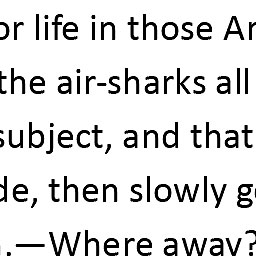 or life in those Ar
the air-sharks all
subject, and that
de, then slowly g
.—Where away?